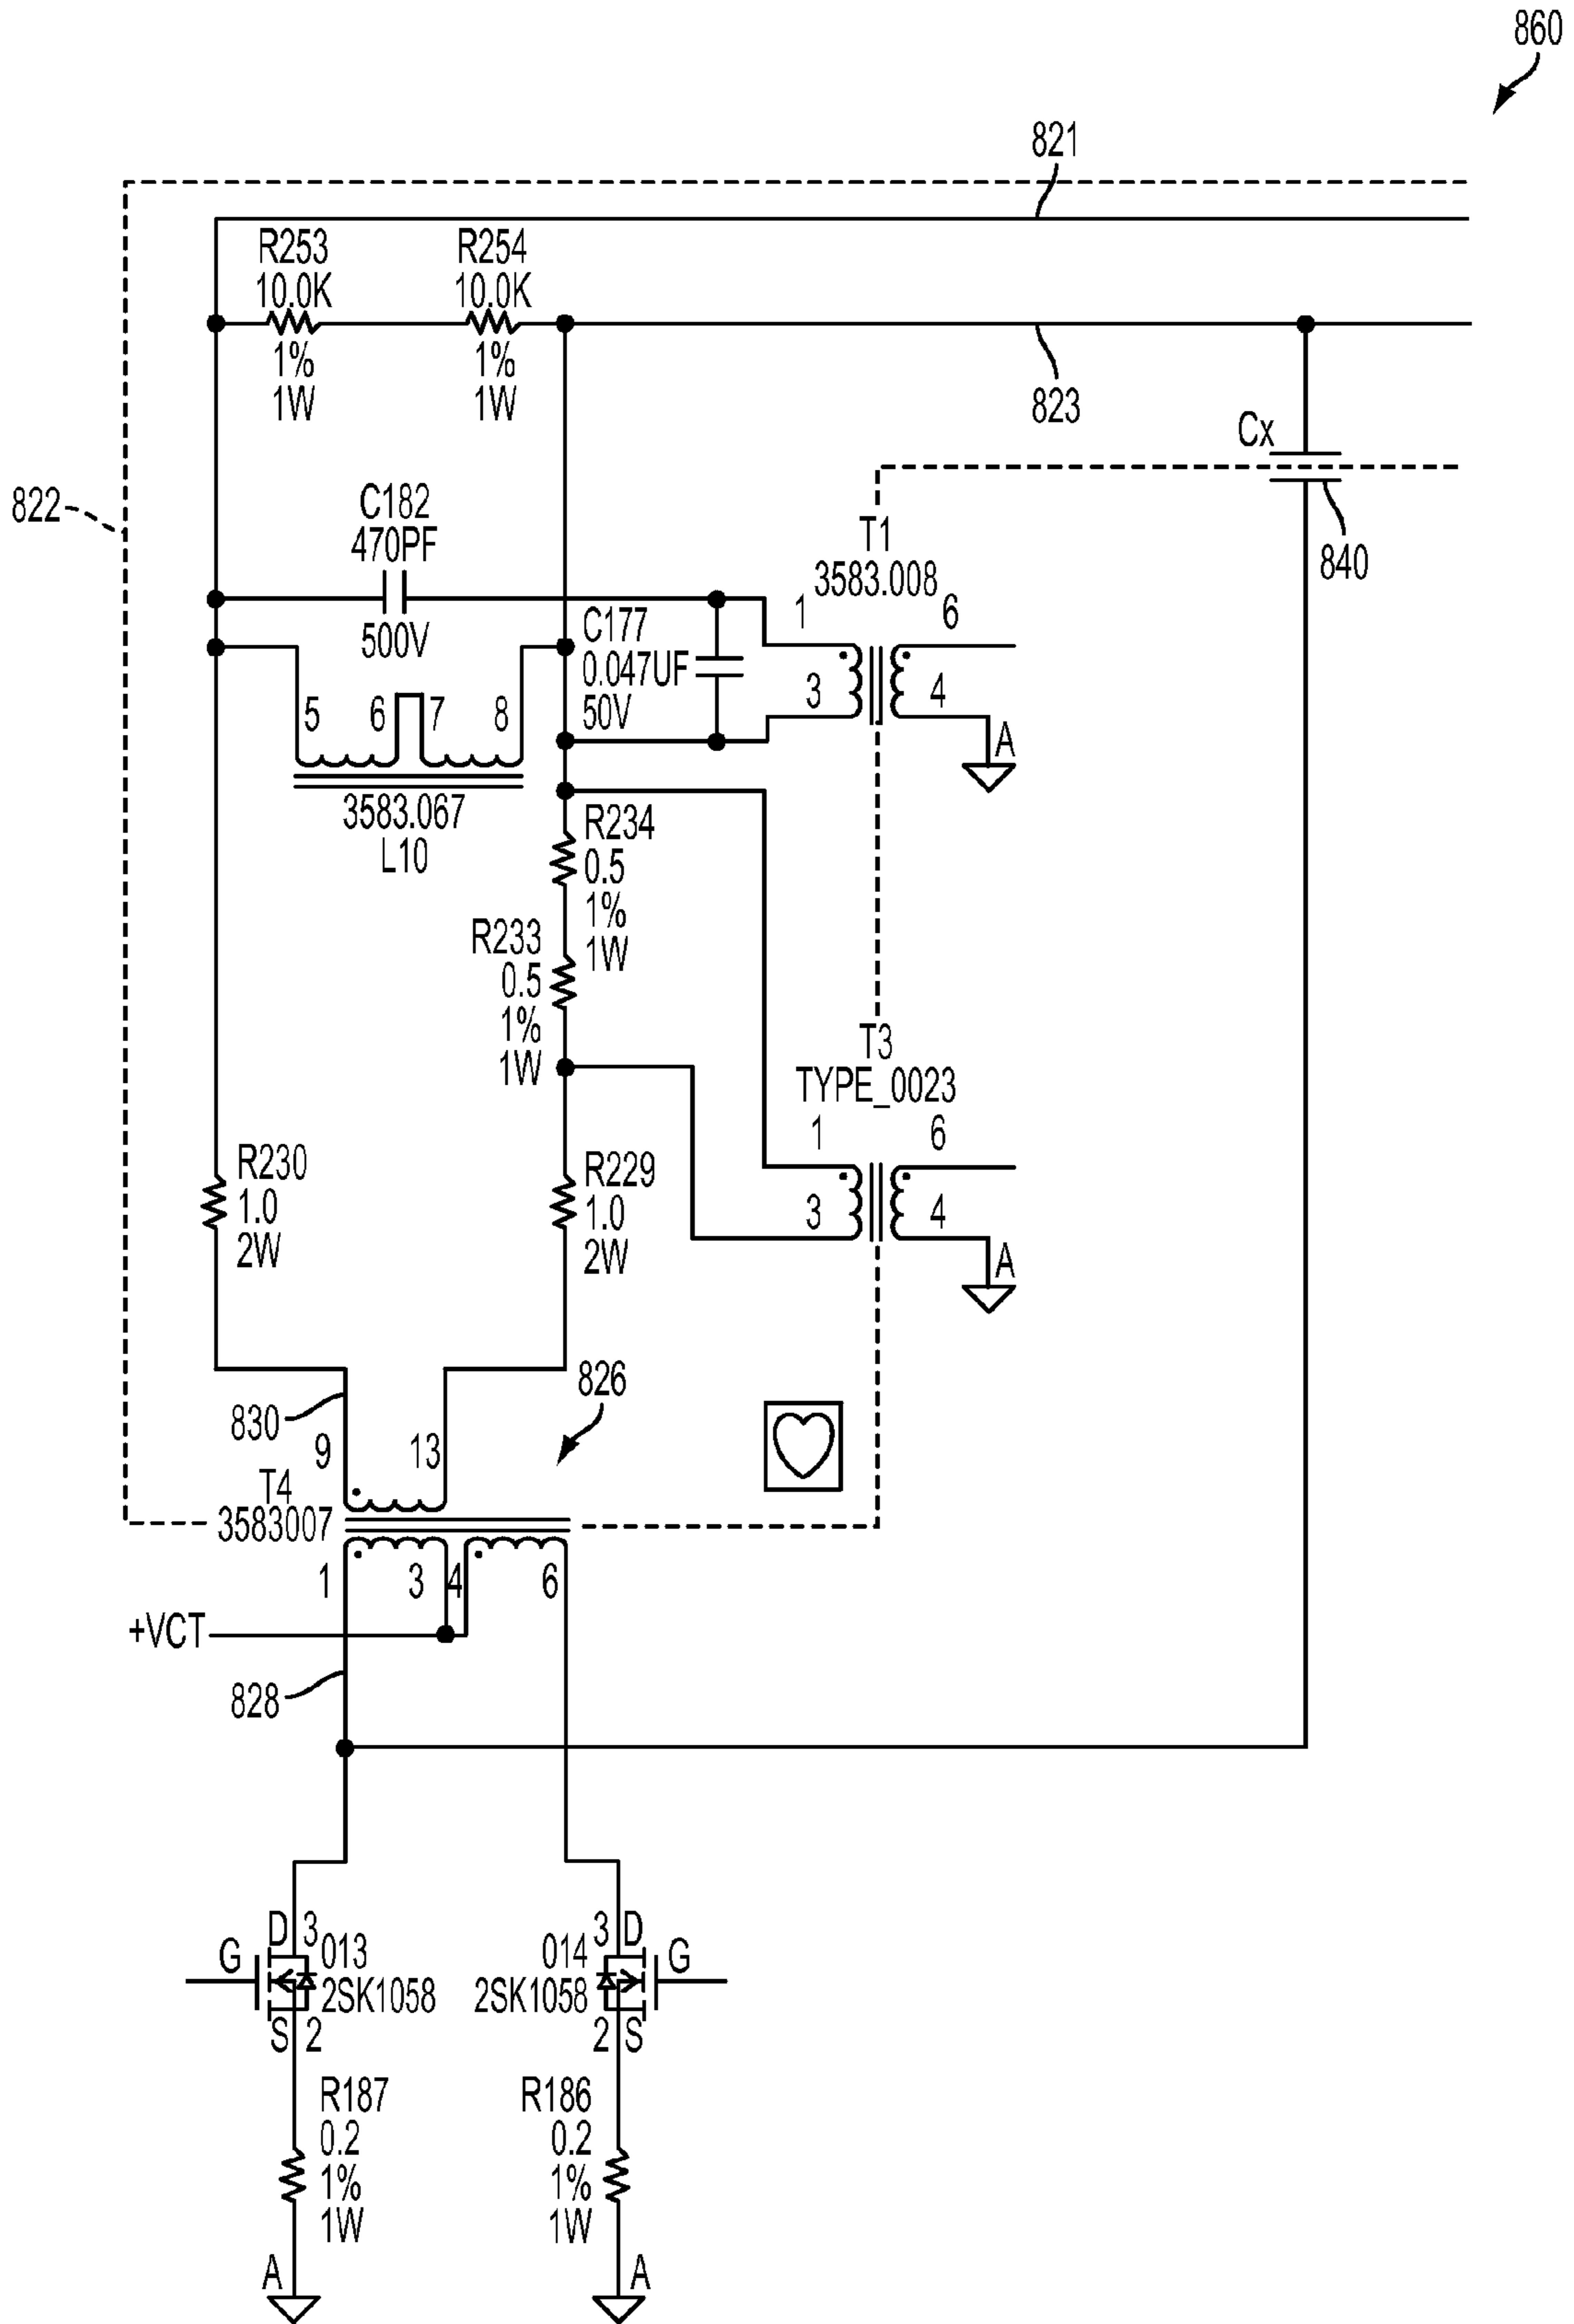 860
821
R253
10.0K
1%
1W
R254
10.0K
1%
1W
823
Cx
840
822
C182
470PF
500V
T1
3583.008
1
6
3
4
A
C177
0.047UF
50V
5
6
7
8
3583.067
L10
R234
0.5
1%
1W
R233
0.5
1%
1W
T3
TYPE_0023
1
6
3
4
A
R230
1.0
2W
R229
1.0
2W
826
830
9
13
T4
3583007
1
3
4
6
+VCT
828
D
3
G
013
2SK1058
S
2
3
D
014
G
2SK1058
2
S
R187
0.2
1%
1W
R186
0.2
1%
1W
A
A